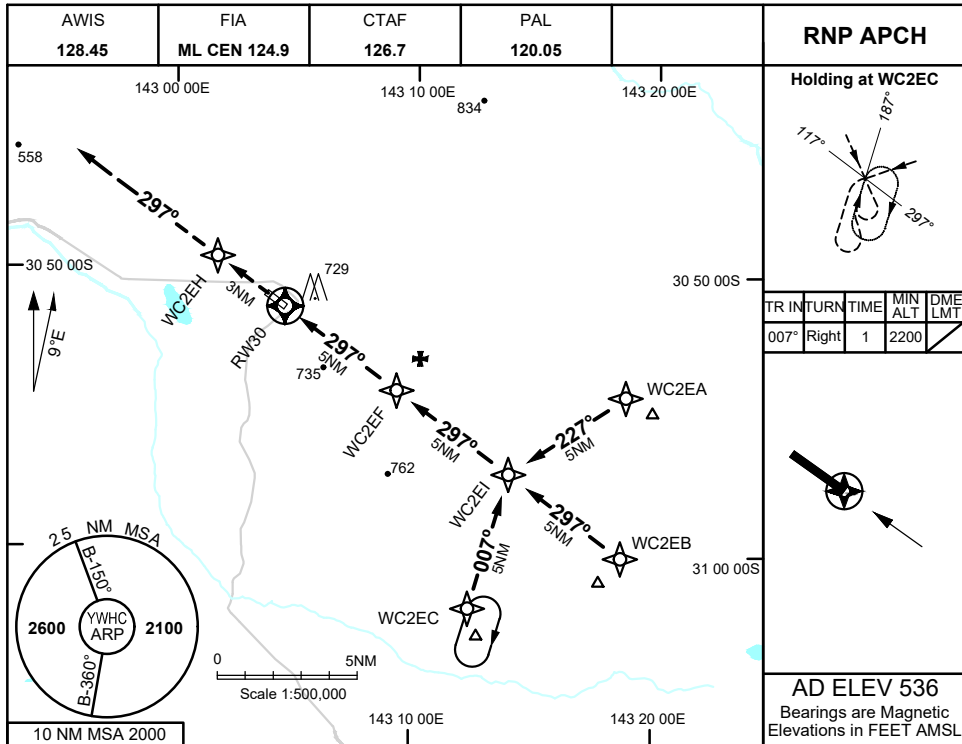 AWIS
128.45
FIA
ML CEN 124.9
CTAF
126.7
PAL
120.05
RNP APCH
143 00 00E
143 10 00E
143 20 00E
834
558
297°
WC2EH
30 50 00S
3NM
729
30 50 00S
9°E
RW30
297°
5NM
735
WC2EF
WC2EA
297°
5NM
227°
5NM
762
WC2EI
297°
5NM
WC2EB
007°
5NM
31 00 00S
WC2EC
25 NM MSA
B-150°
YWHC
ARP
2600
2100
B-360°
0
5NM
Scale 1:500,000
10 NM MSA 2000
143 10 00E
143 20 00E
Holding at WC2EC
187°
117°
297°
TR IN
TURN
TIME
MIN
ALT
DME
LMT
007°
Right
1
2200
AD ELEV 536
Bearings are Magnetic
Elevations in FEET AMSL